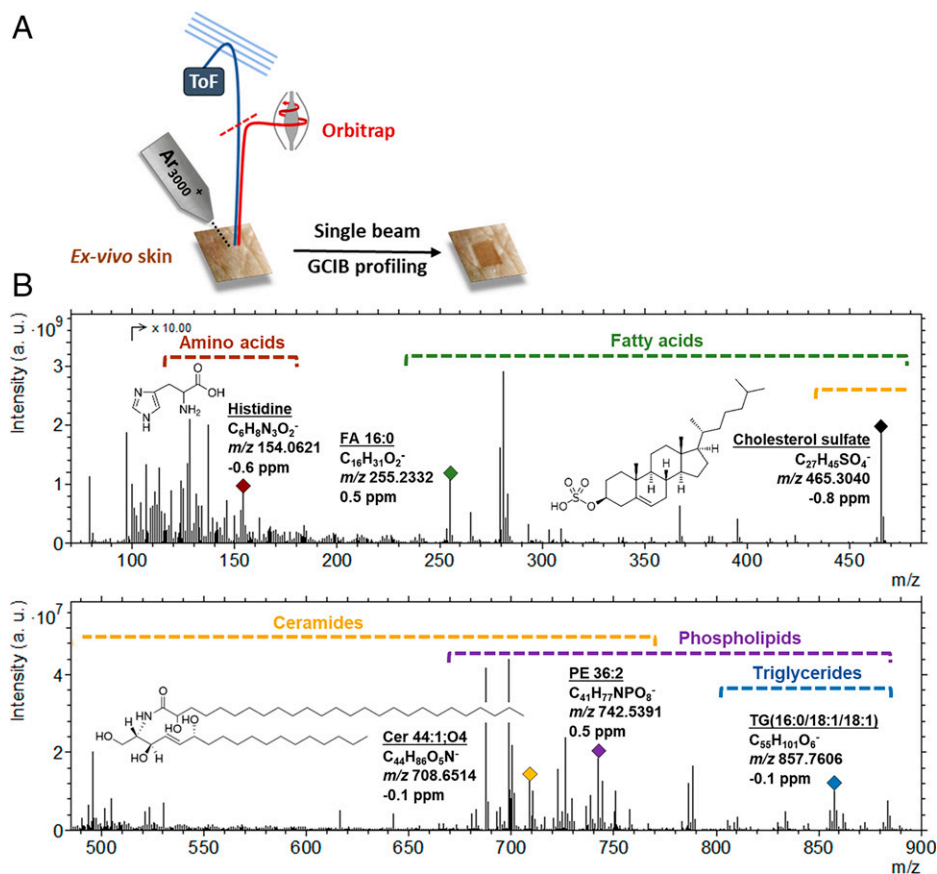 A
ToF
Orbitrap
Ar3000+
Ex-vivo skin
Single beam
GCIB profiling
B
Intensity (a. u.)
·10⁹
3
2
1
0
x 10.00
Amino acids
Fatty acids
N
NH
O
OH
NH₂
Histidine
C₆H₈N₃O₂⁻
m/z 154.0621
-0.6 ppm
FA 16:0
C₁₆H₃₁O₂⁻
m/z 255.2332
0.5 ppm
O
O
S
HO
O
H
H
H
H
Cholesterol sulfate
C₂₇H₄₅SO₄⁻
m/z 465.3040
-0.8 ppm
100 150 200 250 300 350 400 450
m/z
Intensity (a. u.)
·10⁷
4
2
0
Ceramides
Phospholipids
Triglycerides
O
NH
OH
OH
HO
OH
Cer 44:1;O4
C₄₄H₈₆O₅N⁻
m/z 708.6514
-0.1 ppm
PE 36:2
C₄₁H₇₇NPO₈⁻
m/z 742.5391
0.5 ppm
TG(16:0/18:1/18:1)
C₅₅H₁₀₁O₆⁻
m/z 857.7606
-0.1 ppm
500 550 600 650 700 750 800 850 900
m/z